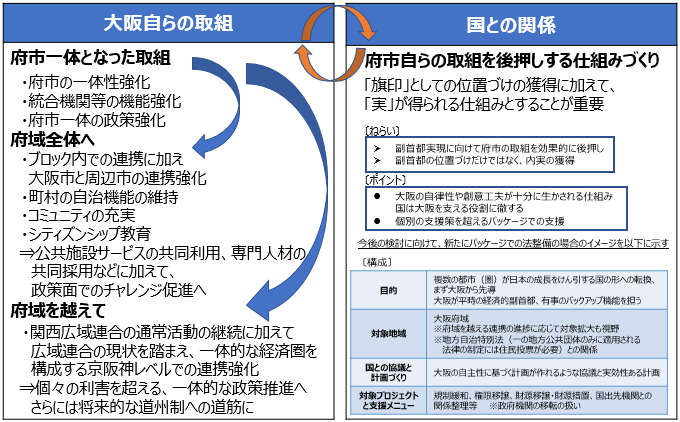 大阪自らの取組
府市一体となった取組
・府市の一体性強化
・統合機関等の機能強化
・府市一体の政策強化
府域全体へ
・ブロック内での連携に加え
大阪市と周辺市の連携強化
・町村の自治機能の維持
・コミュニティの充実
・シティズンシップ教育
⇒公共施設サービスの共同利用、専門人材の
共同採用などに加えて、
政策面でのチャレンジ促進へ
府域を越えて
・関西広域連合の通常活動の継続に加えて
広域連合の現状を踏まえ、一体的な経済圏を
構成する京阪神レベルでの連携強化
⇒個々の利害を超える、一体的な政策推進へ
さらには将来的な道州制への道筋に
国との関係
府市自らの取組を後押しする仕組みづくり
「旗印」としての位置づけの獲得に加えて、
「実」が得られる仕組みとすることが重要
〔ねらい〕
➢ 副首都実現に向けて府市の取組を効果的に後押し
➢ 副首都の位置づけだけではなく、内実の獲得
〔ポイント〕
● 大阪の自律性や創意工夫が十分に生かされる仕組み
国は大阪を支える役割に徹する
● 個別の支援策を超えるパッケージでの支援
今後の検討に向けて、新たにパッケージでの法整備の場合のイメージを以下に示す
〔構成〕
目的
複数の都市（圏）が日本の成長をけん引する国の形への転換、
まず大阪から先導
大阪が平時の経済的副首都、有事のバックアップ機能を担う
対象地域
大阪府域
※府域を越える連携の進捗に応じて対象拡大も視野
※地方自治特別法（一の地方公共団体のみに適用される
法律の制定には住民投票が必要）との関係
国との協議と
計画づくり
大阪の自主性に基づく計画が作れるような協議と実効性ある計画
対象プロジェクト
と支援メニュー
規制緩和、権限移譲、財源移譲・財源措置、国出先機関との
関係整理等　※政府機関の移転の扱い